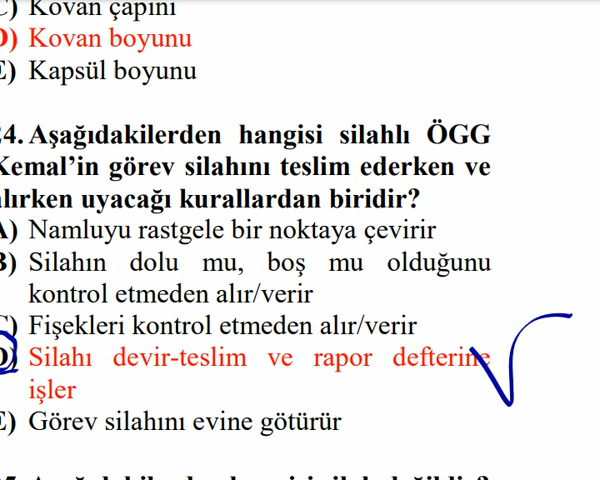 C) Kovan çapını
D) Kovan boyunu
E) Kapsül boyunu
24. Aşağıdakilerden hangisi silahlı ÖGG
Kemal’in görev silahını teslim ederken ve
alırken uyacağı kurallardan biridir?
A) Namluyu rastgele bir noktaya çevirir
B) Silahın dolu mu, boş mu olduğunu
kontrol etmeden alır/verir
C) Fişekleri kontrol etmeden alır/verir
D) Silahı devir-teslim ve rapor defterine
işler
E) Görev silahını evine götürür